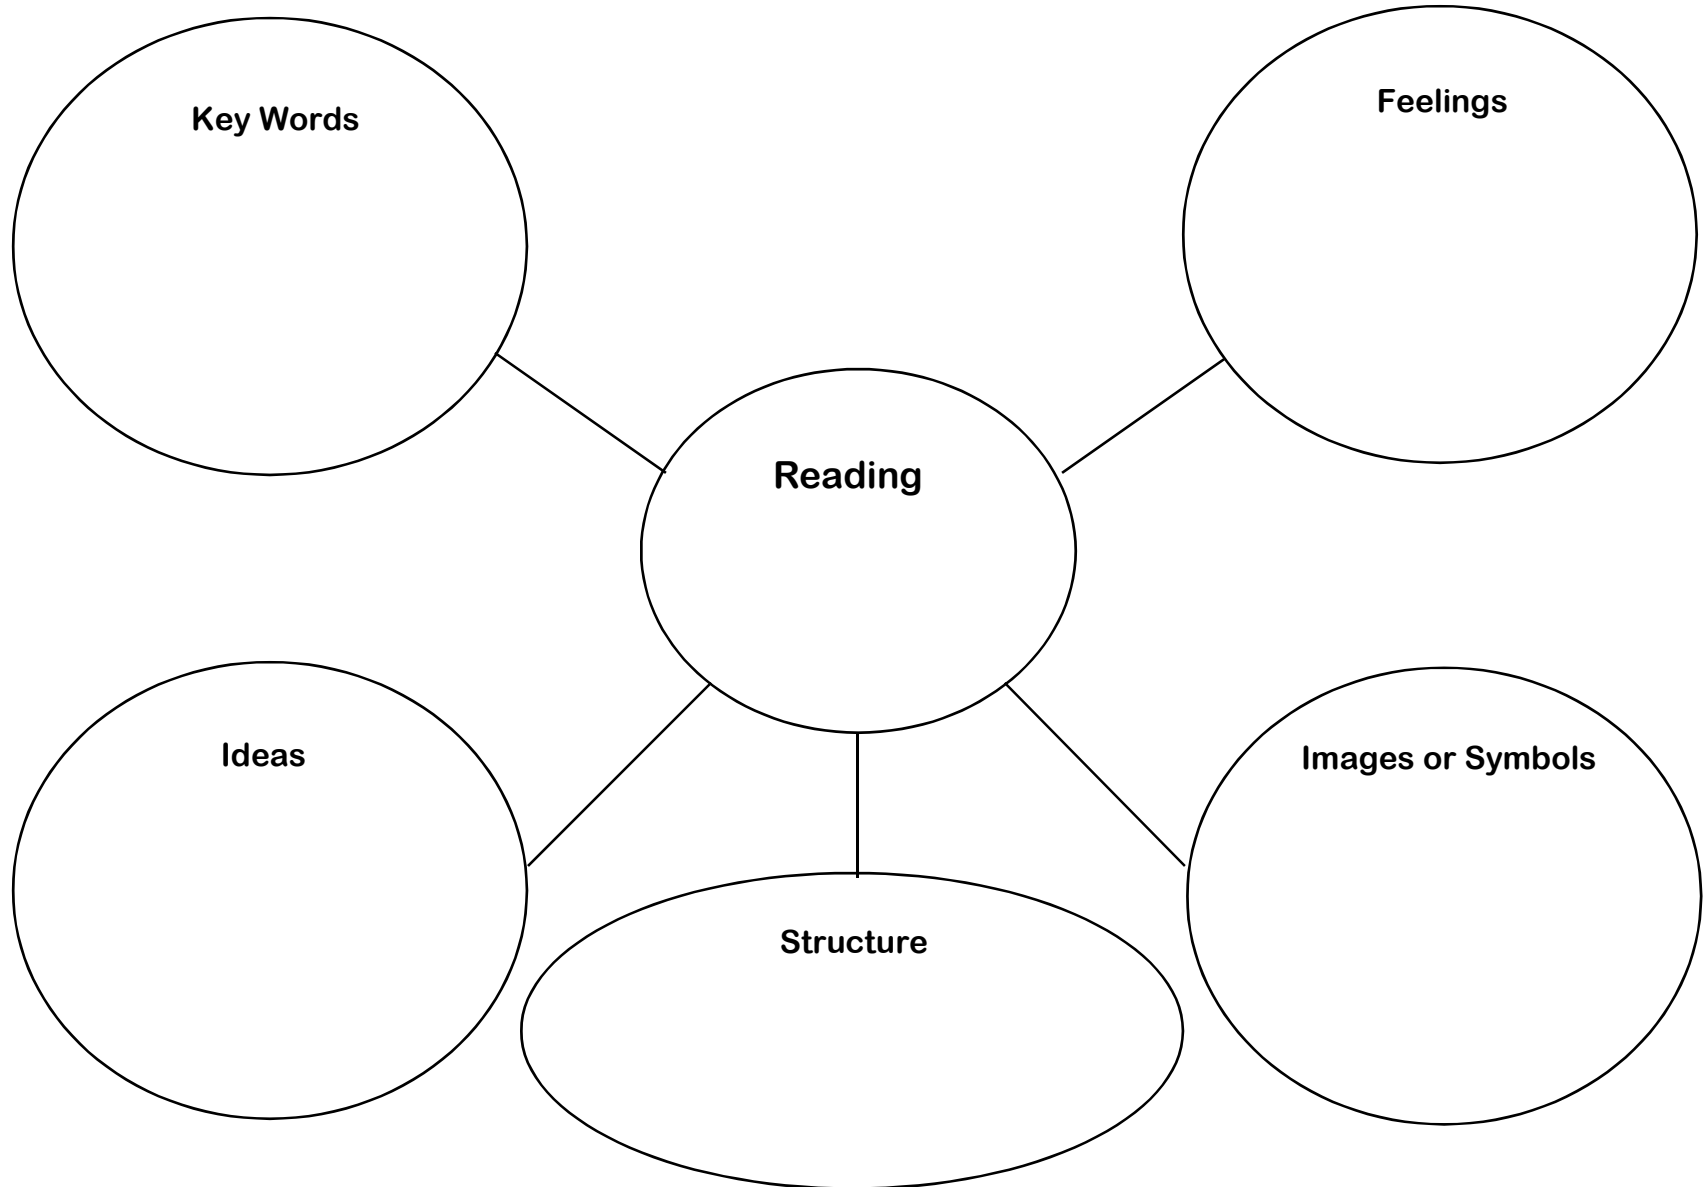 Key Words
Feelings
Reading
Ideas
Images or Symbols
Structure